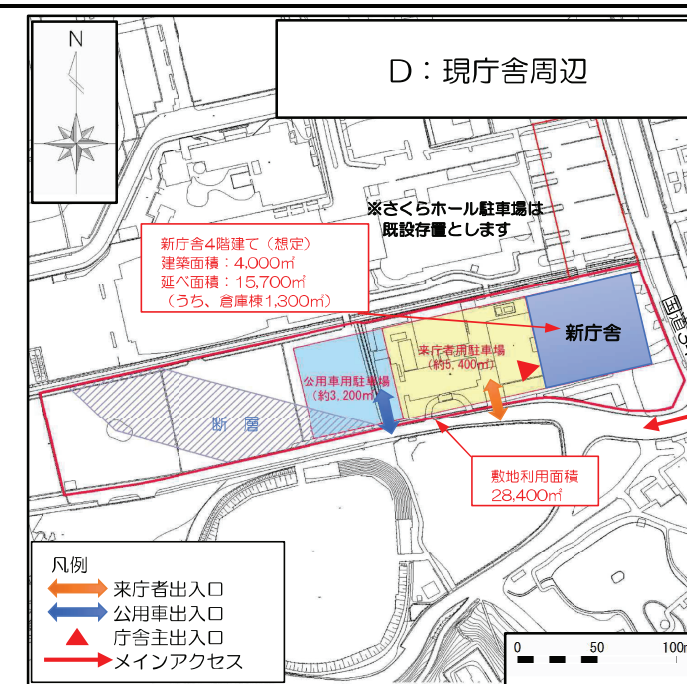 N
D：現庁舎周辺
※さくらホール駐車場は
既設存置とします
新庁舎4階建て（想定）
建築面積：4,000㎡
延べ面積：15,700㎡
（うち、倉庫棟1,300㎡）
新庁舎
国道
来庁者用駐車場
（約5,400㎡）
公用車用駐車場
（約3,200㎡）
断層
敷地利用面積
28,400㎡
凡例
来庁者出入口
公用車出入口
庁舎主出入口
メインアクセス
0 50 100m